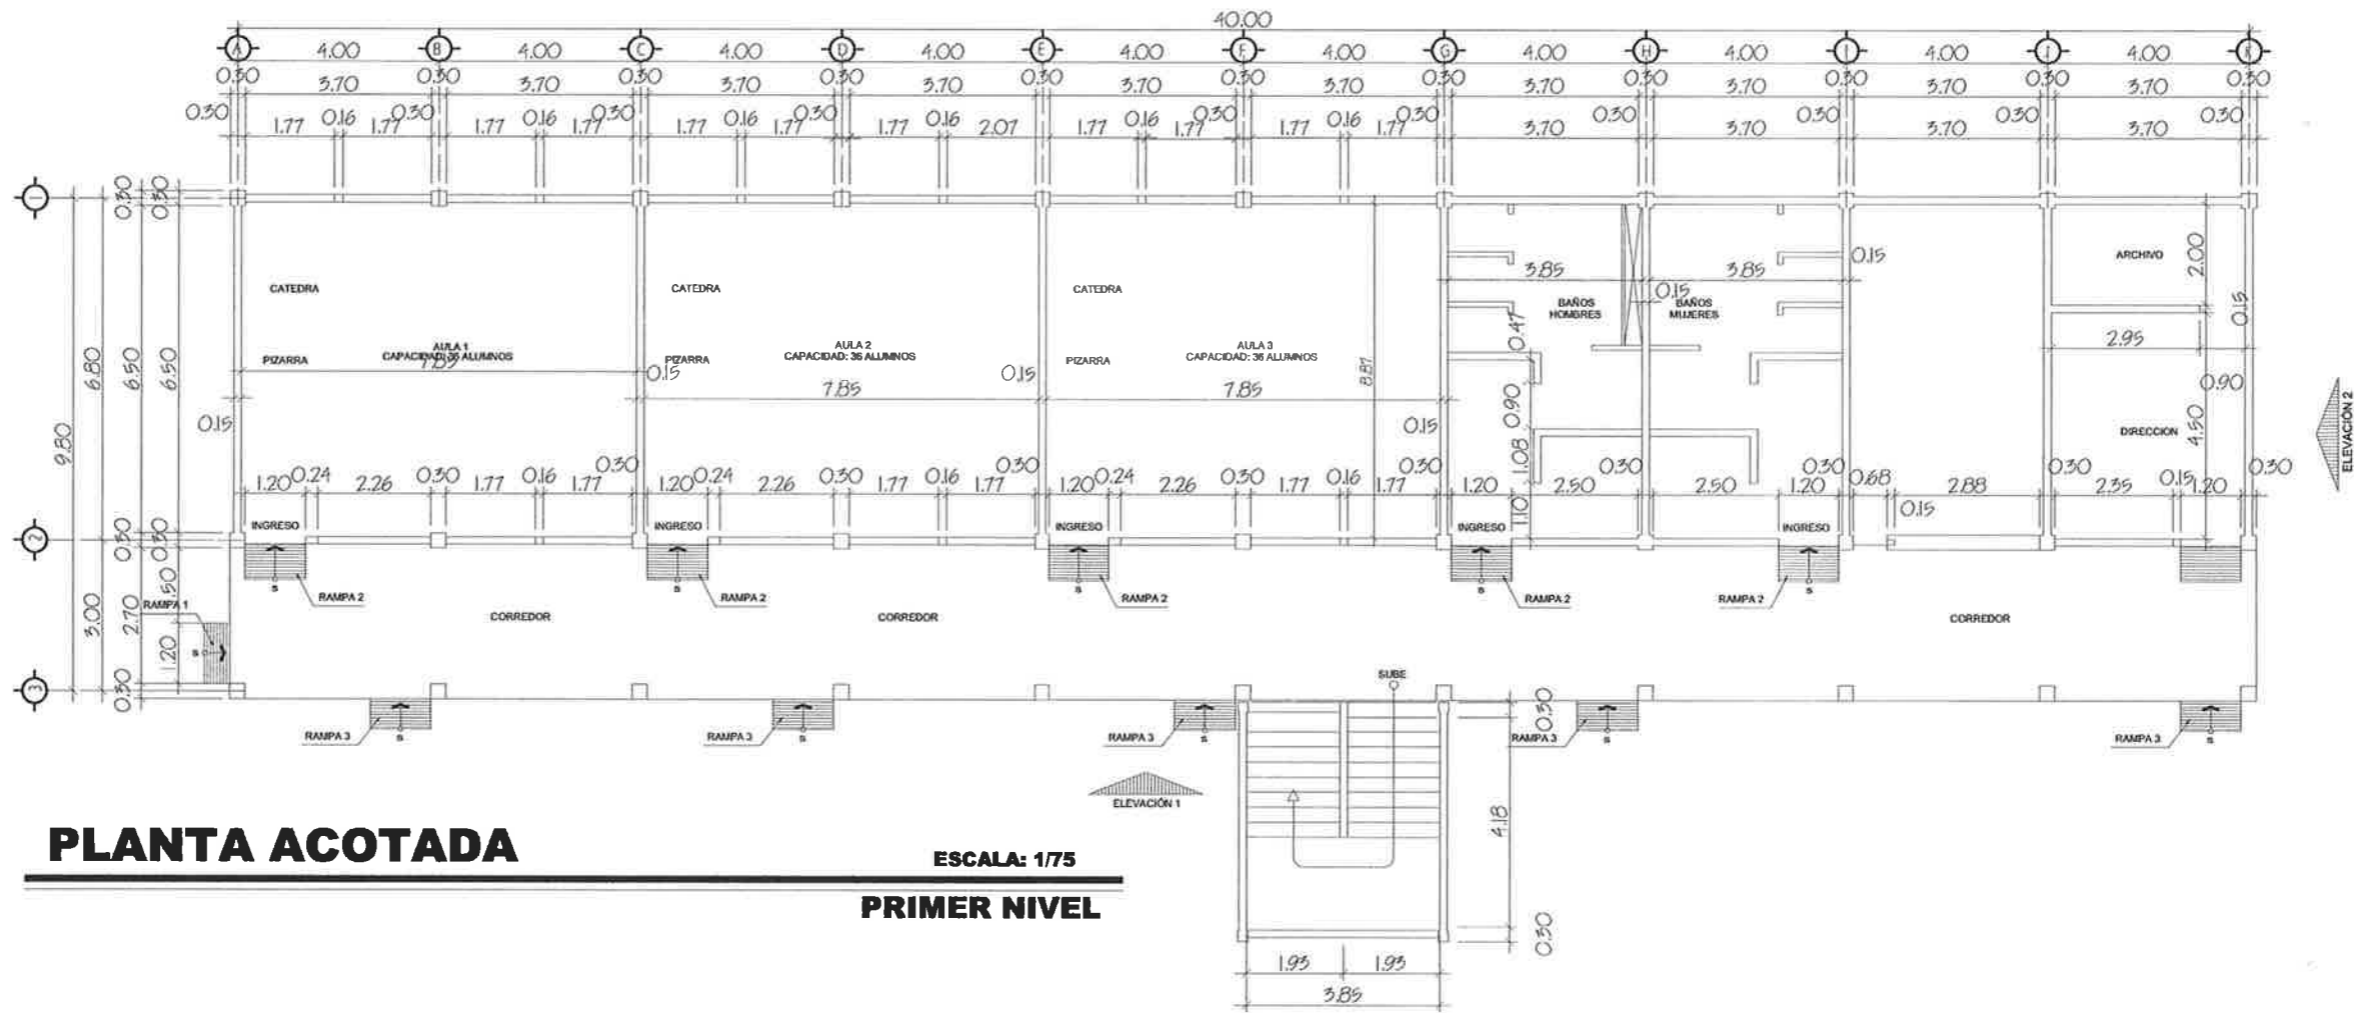 40.00
A 4.00 B 4.00 C 4.00 D 4.00 E 4.00 F 4.00 G 4.00 H 4.00 I 4.00 J 4.00 K
0.30 3.70 0.30 3.70 0.30 3.70 0.30 3.70 0.30 3.70 0.30 3.70 0.30 3.70 0.30 3.70 0.30 3.70 0.30 3.70 0.30
0.30 1.77 0.16 1.77 0.30 1.77 0.16 1.77 0.30 1.77 0.16 1.77 0.30 1.77 0.16 2.07 1.77 0.16 1.77 0.30 1.77 0.16 1.77 0.30 3.70 0.30 3.70 0.30 3.70 0.30 3.70 0.30
1
0.30 0.30
9.80 6.80 6.50 6.50
CATEDRA CATEDRA CATEDRA
3.85 3.85 0.15
ARCHIVO 2.00
BAÑOS HOMBRES
0.15
BAÑOS MUJERES
0.15
0.47
2.95
PIZARRA
AULA 1
CAPACIDAD: 36 ALUMNOS
7.85
0.15
PIZARRA
AULA 2
CAPACIDAD: 36 ALUMNOS
7.85
0.15
PIZARRA
AULA 3
CAPACIDAD: 36 ALUMNOS
7.85
8.87
0.90
0.90
0.15 0.15
DIRECCION 4.50
ELEVACIÓN 2
1.08
1.20 0.24 2.26 0.30 1.77 0.16 1.77 0.30 1.20 0.24 2.26 0.30 1.77 0.16 1.77 0.30 1.20 0.24 2.26 0.30 1.77 0.16 1.77 0.30 1.20 2.50 0.30 2.50 1.20 0.30 0.68 2.88 0.30 2.35 0.15 1.20 0.30
1.10 0.15
INGRESO INGRESO INGRESO INGRESO INGRESO
2
0.30 0.30
S S S S S
RAMPA 2 RAMPA 2 RAMPA 2 RAMPA 2 RAMPA 2
3.00 2.70 1.50 1.20
RAMPA 1
S
CORREDOR CORREDOR CORREDOR
3
0.30
SUBE
0.30
RAMPA 3 S RAMPA 3 S RAMPA 3 S RAMPA 3 S RAMPA 3 S
ELEVACIÓN 1
4.18
0.30
1.93 1.93
3.85
PLANTA ACOTADA
ESCALA: 1/75
PRIMER NIVEL